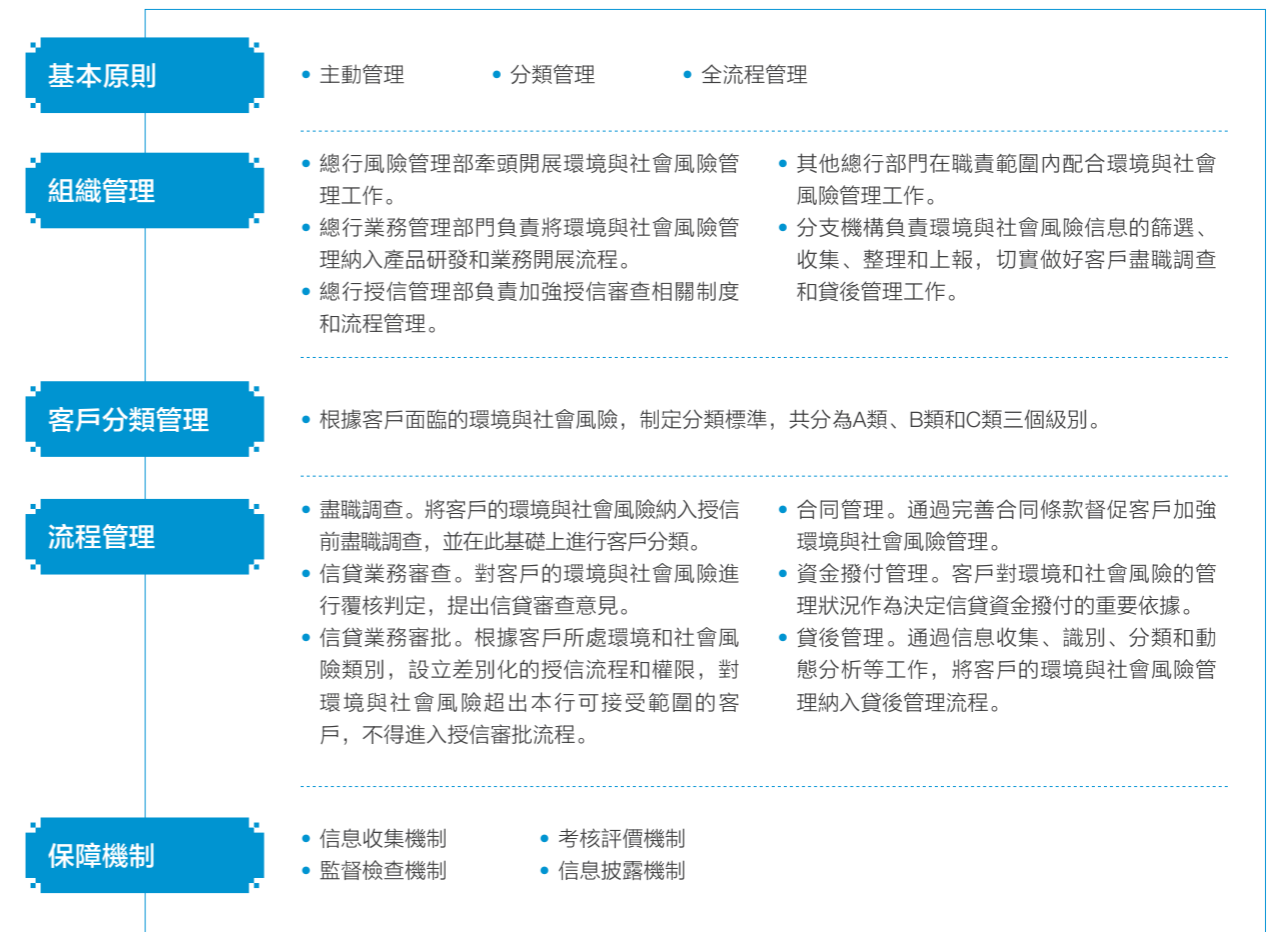 基本原則
• 主動管理
• 分類管理
• 全流程管理
組織管理
• 總行風險管理部牽頭開展環境與社會風險管
理工作。
• 總行業務管理部門負責將環境與社會風險管
理納入產品研發和業務開展流程。
• 總行授信管理部負責加強授信審查相關制度
和流程管理。
• 其他總行部門在職責範圍內配合環境與社會
風險管理工作。
• 分支機構負責環境與社會風險信息的篩選、
收集、整理和上報，切實做好客戶盡職調查
和貸後管理工作。
客戶分類管理
• 根據客戶面臨的環境與社會風險，制定分類標準，共分為A類、B類和C類三個級別。
流程管理
• 盡職調查。將客戶的環境與社會風險納入授信
前盡職調查，並在此基礎上進行客戶分類。
• 信貸業務審查。對客戶的環境與社會風險進
行覆核判定，提出信貸審查意見。
• 信貸業務審批。根據客戶所處環境和社會風
險類別，設立差別化的授信流程和權限，對
環境與社會風險超出本行可接受範圍的客
戶，不得進入授信審批流程。
• 合同管理。通過完善合同條款督促客戶加強
環境與社會風險管理。
• 資金撥付管理。客戶對環境和社會風險的管
理狀況作為決定信貸資金撥付的重要依據。
• 貸後管理。通過信息收集、識別、分類和動
態分析等工作，將客戶的環境與社會風險管
理納入貸後管理流程。
保障機制
• 信息收集機制
• 考核評價機制
• 監督檢查機制
• 信息披露機制